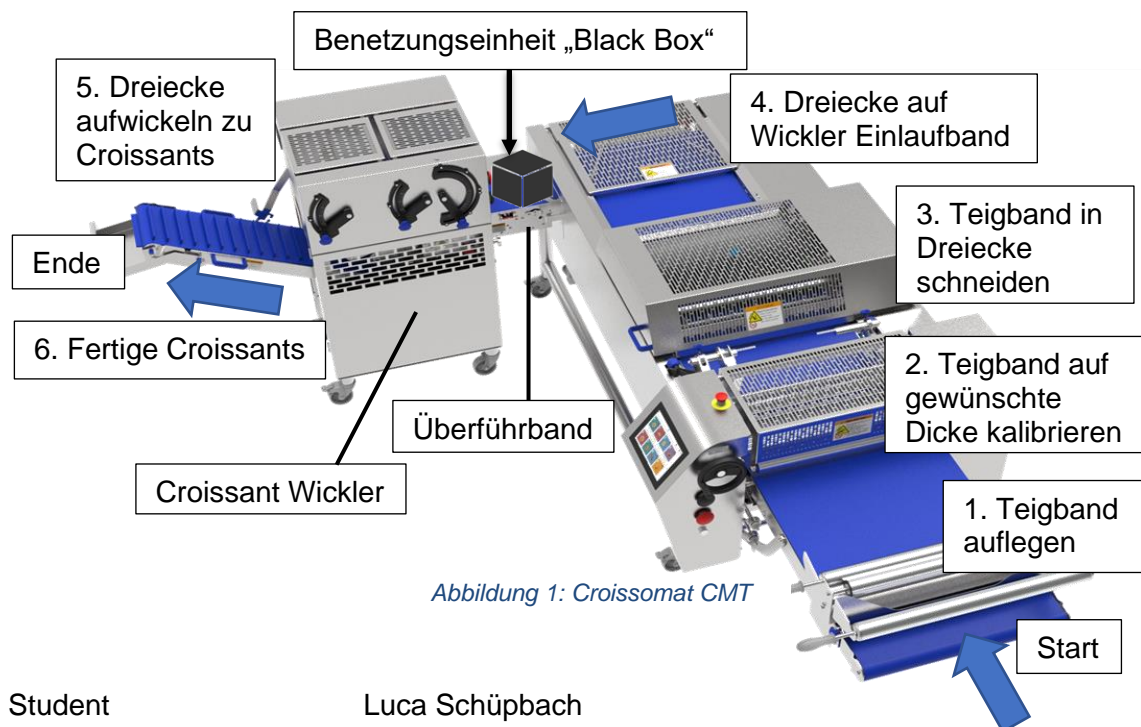 Benetzungseinheit „Black Box“
5. Dreiecke
aufwickeln zu
Croissants
4. Dreiecke auf
Wickler Einlaufband
3. Teigband in
Dreiecke
schneiden
Ende
6. Fertige Croissants
2. Teigband auf
gewünschte
Dicke kalibrieren
Überführband
Croissant Wickler
1. Teigband
auflegen
Abbildung 1: Croissomat CMT
Start
Student Luca Schüpbach